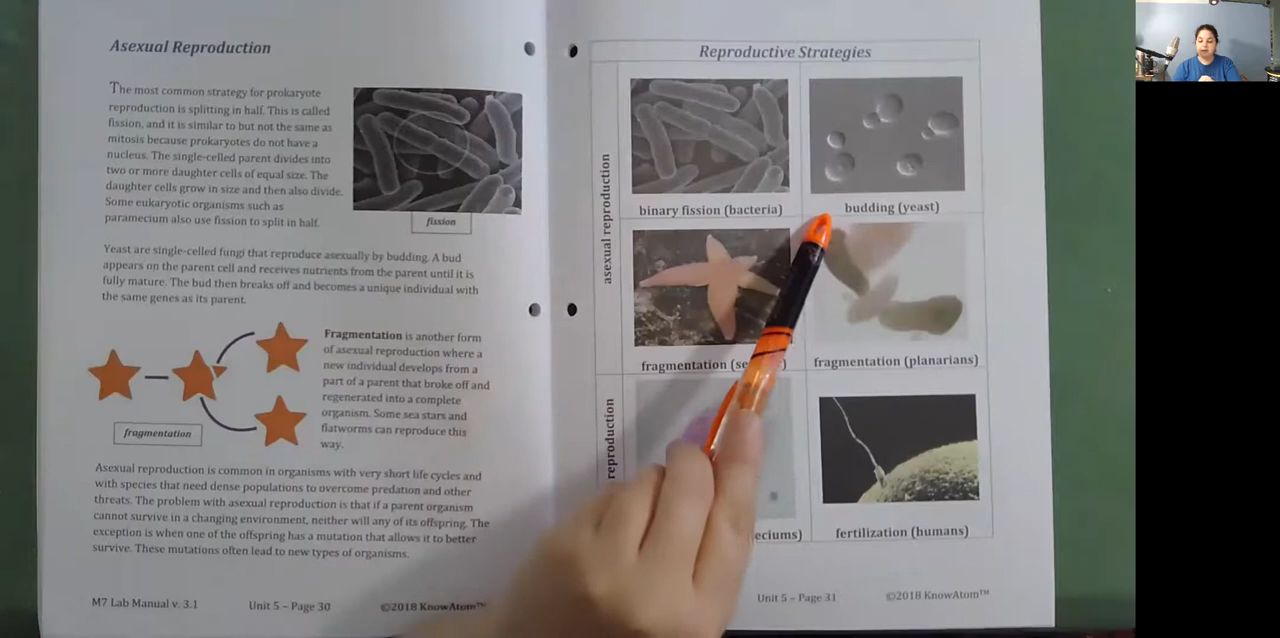 Asexual Reproduction
The most common strategy for prokaryote
reproduction is splitting in half. This is called
fission, and it is similar to but not the same as
mitosis because prokaryotes do not have a
nucleus. The single-celled parent divides into
two or more daughter cells of equal size. The
daughter cells grow in size and then also divide.
Some eukaryotic organisms such as
paramecium also use fission to split in half.
fission
Yeast are single-celled fungi that reproduce asexually by budding. A bud
appears on the parent cell and receives nutrients from the parent until it is
fully mature. The bud then breaks off and becomes a unique individual with
the same genes as its parent.
Fragmentation is another form
of asexual reproduction where a
new individual develops from a
part of a parent that broke off and
regenerated into a complete
organism. Some sea stars and
flatworms can reproduce this
way.
fragmentation
Asexual reproduction is common in organisms with very short life cycles and
with species that need dense populations to overcome predation and other
threats. The problem with asexual reproduction is that if a parent organism
cannot survive in a changing environment, neither will any of its offspring. The
exception is when one of the offspring has a mutation that allows it to better
survive. These mutations often lead to new types of organisms.
M7 Lab Manual v. 3.1 Unit 5 – Page 30 ©2018 KnowAtom™
Reproductive Strategies
asexual reproduction
binary fission (bacteria) budding (yeast)
fragmentation fragmentation (planarians)
reproduction
fertilization (humans)
Unit 5 – Page 31 ©2018 KnowAtom™